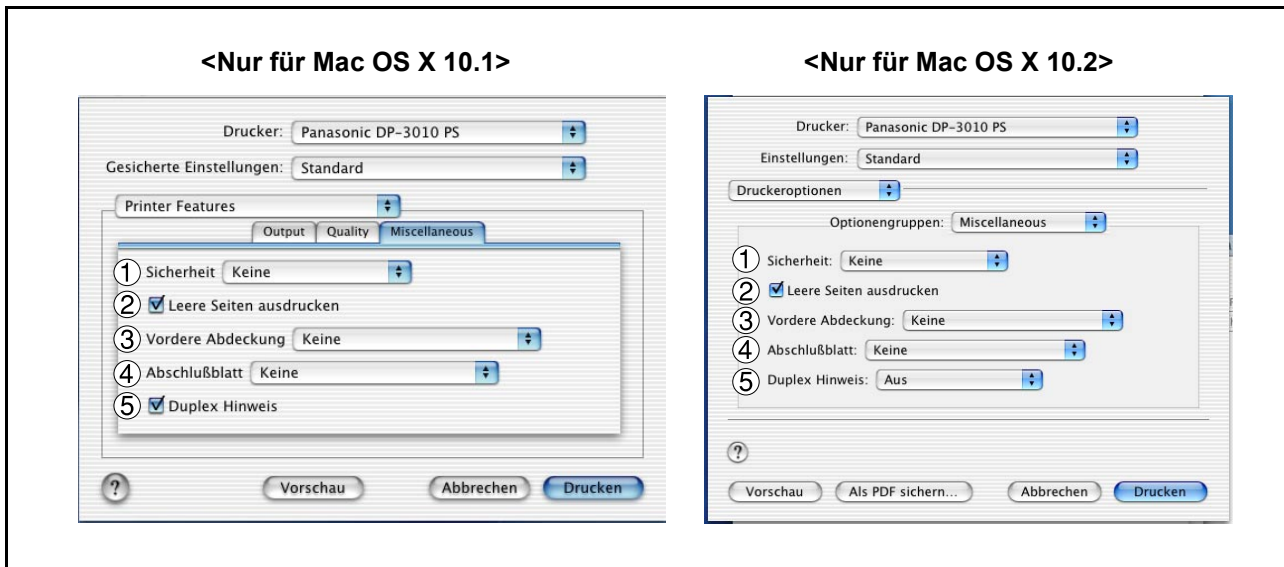 <Nur für Mac OS X 10.1>
Drucker: Panasonic DP-3010 PS
Gesicherte Einstellungen: Standard
Printer Features
Output Quality Miscellaneous
① Sicherheit Keine
② Leere Seiten ausdrucken
③ Vordere Abdeckung Keine
④ Abschlußblatt Keine
⑤ Duplex Hinweis
? Vorschau Abbrechen Drucken
<Nur für Mac OS X 10.2>
Drucker: Panasonic DP-3010 PS
Einstellungen: Standard
Druckeroptionen
Optionengruppen: Miscellaneous
① Sicherheit: Keine
② Leere Seiten ausdrucken
③ Vordere Abdeckung: Keine
④ Abschlußblatt: Keine
⑤ Duplex Hinweis: Aus
?
Vorschau Als PDF sichern... Abbrechen Drucken